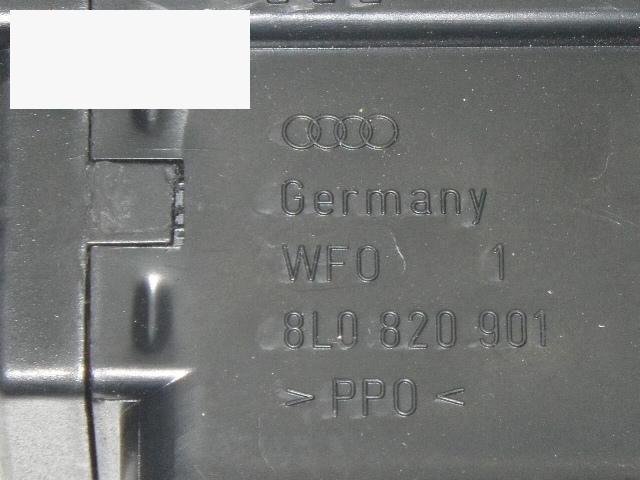 Germany
WFO 1
8L0 820 901
> PPO <